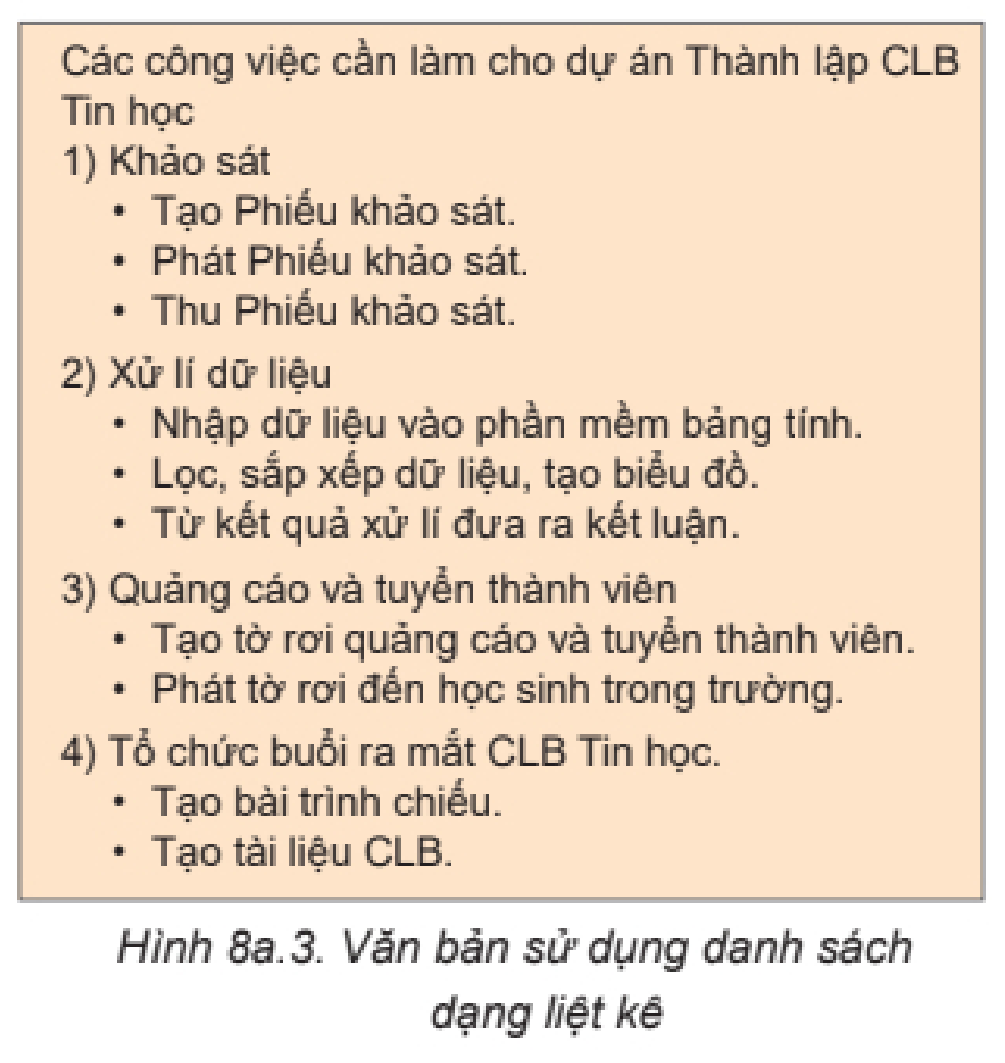 Các công việc cần làm cho dự án Thành lập CLB
Tin học
1) Khảo sát
• Tạo Phiếu khảo sát.
• Phát Phiếu khảo sát.
• Thu Phiếu khảo sát.
2) Xử lí dữ liệu
• Nhập dữ liệu vào phần mềm bảng tính.
• Lọc, sắp xếp dữ liệu, tạo biểu đồ.
• Từ kết quả xử lí đưa ra kết luận.
3) Quảng cáo và tuyển thành viên
• Tạo tờ rơi quảng cáo và tuyển thành viên.
• Phát tờ rơi đến học sinh trong trường.
4) Tổ chức buổi ra mắt CLB Tin học.
• Tạo bài trình chiếu.
• Tạo tài liệu CLB.
Hình 8a.3. Văn bản sử dụng danh sách
dạng liệt kê